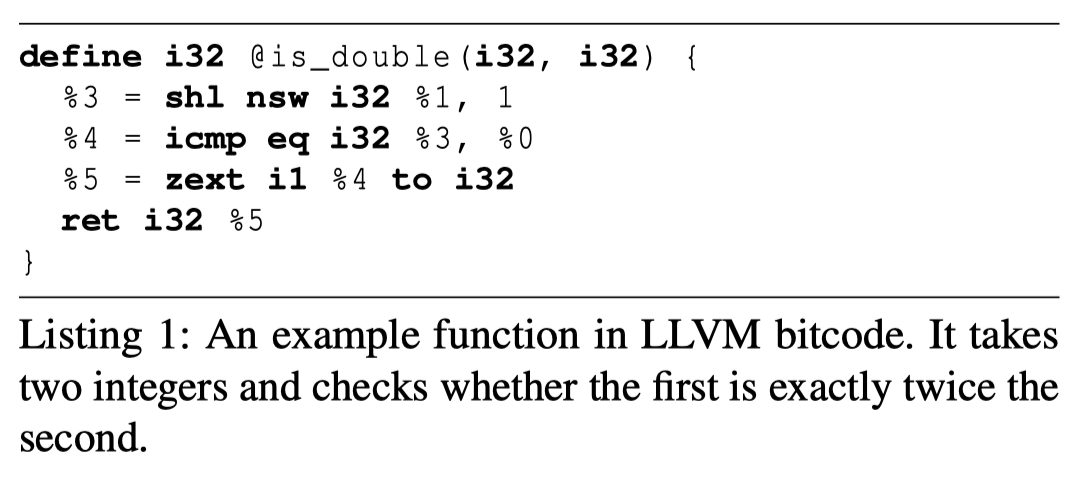 define i32 @is_double(i32, i32) {
%3 = shl nsw i32 %1, 1
%4 = icmp eq i32 %3, %0
%5 = zext i1 %4 to i32
ret i32 %5
}
Listing 1: An example function in LLVM bitcode. It takes
two integers and checks whether the first is exactly twice the
second.